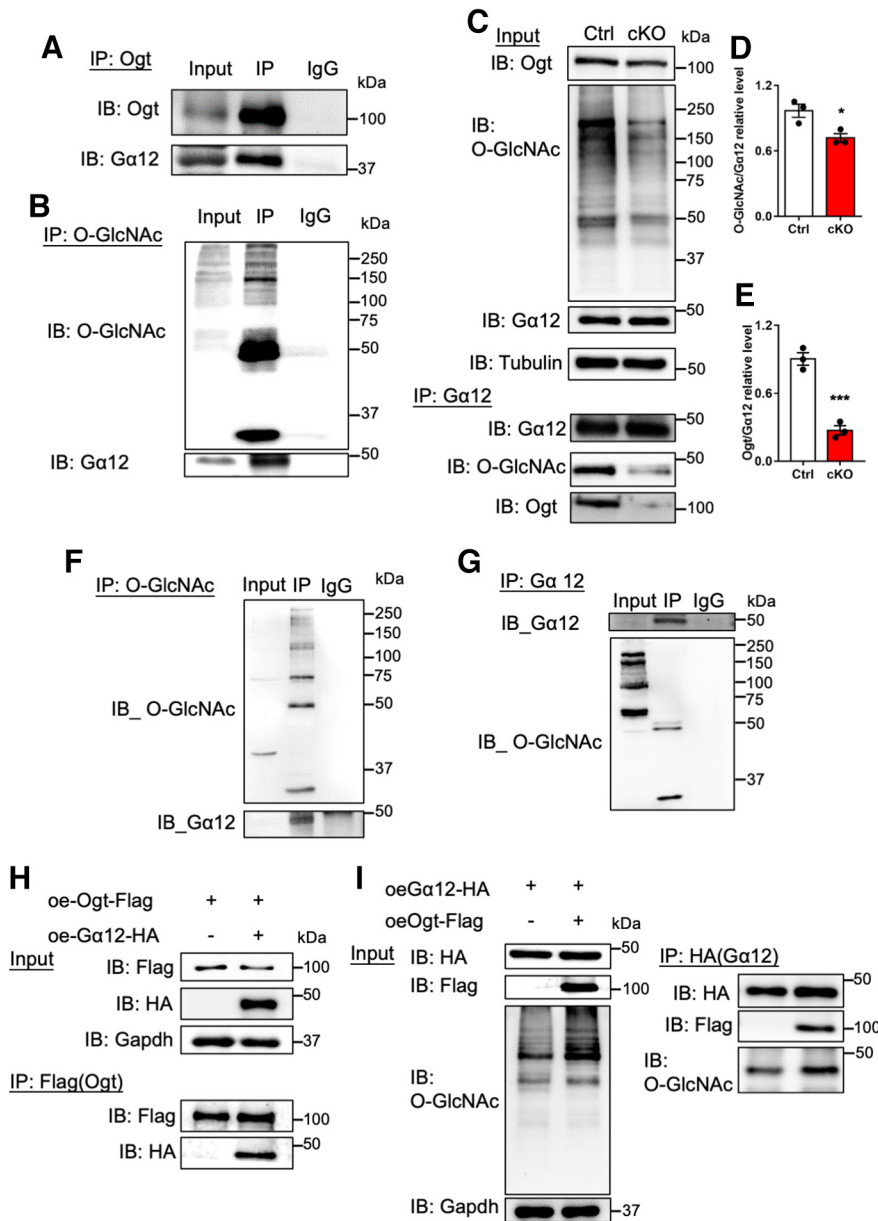 A
IP: Ogt
Input IP IgG
kDa
IB: Ogt
100
IB: Gα12
37
B
IP: O-GlcNAc
Input IP IgG
kDa
250
150
100
75
IB: O-GlcNAc
50
37
IB: Gα12
50
C
Input
Ctrl cKO
kDa
IB: Ogt
100
IB:
O-GlcNAc
250
150
100
75
50
37
IB: Gα12
50
IB: Tubulin
50
IP: Gα12
IB: Gα12
50
IB: O-GlcNAc
50
IB: Ogt
100
D
O-GlcNAc/Gα12 relative level
1.2
0.6
0.0
*
Ctrl cKO
E
Ogt/Gα12 relative level
1.2
0.6
0.0
***
Ctrl cKO
F
IP: O-GlcNAc
Input IP IgG
kDa
250
150
100
75
IB_ O-GlcNAc
50
37
IB_Gα12
50
G
IP: Gα 12
Input IP IgG
kDa
IB_Gα12
50
250
150
100
75
50
IB_ O-GlcNAc
37
H
oe-Ogt-Flag + +
oe-Gα12-HA - +
kDa
Input
IB: Flag
100
IB: HA
50
IB: Gapdh
37
IP: Flag(Ogt)
IB: Flag
100
IB: HA
50
I
oeGα12-HA + +
oeOgt-Flag - +
kDa
Input
IB: HA
50
IB: Flag
100
IB:
O-GlcNAc
IB: Gapdh
37
IP: HA(Gα12)
IB: HA
50
IB: Flag
100
IB:
O-GlcNAc
50